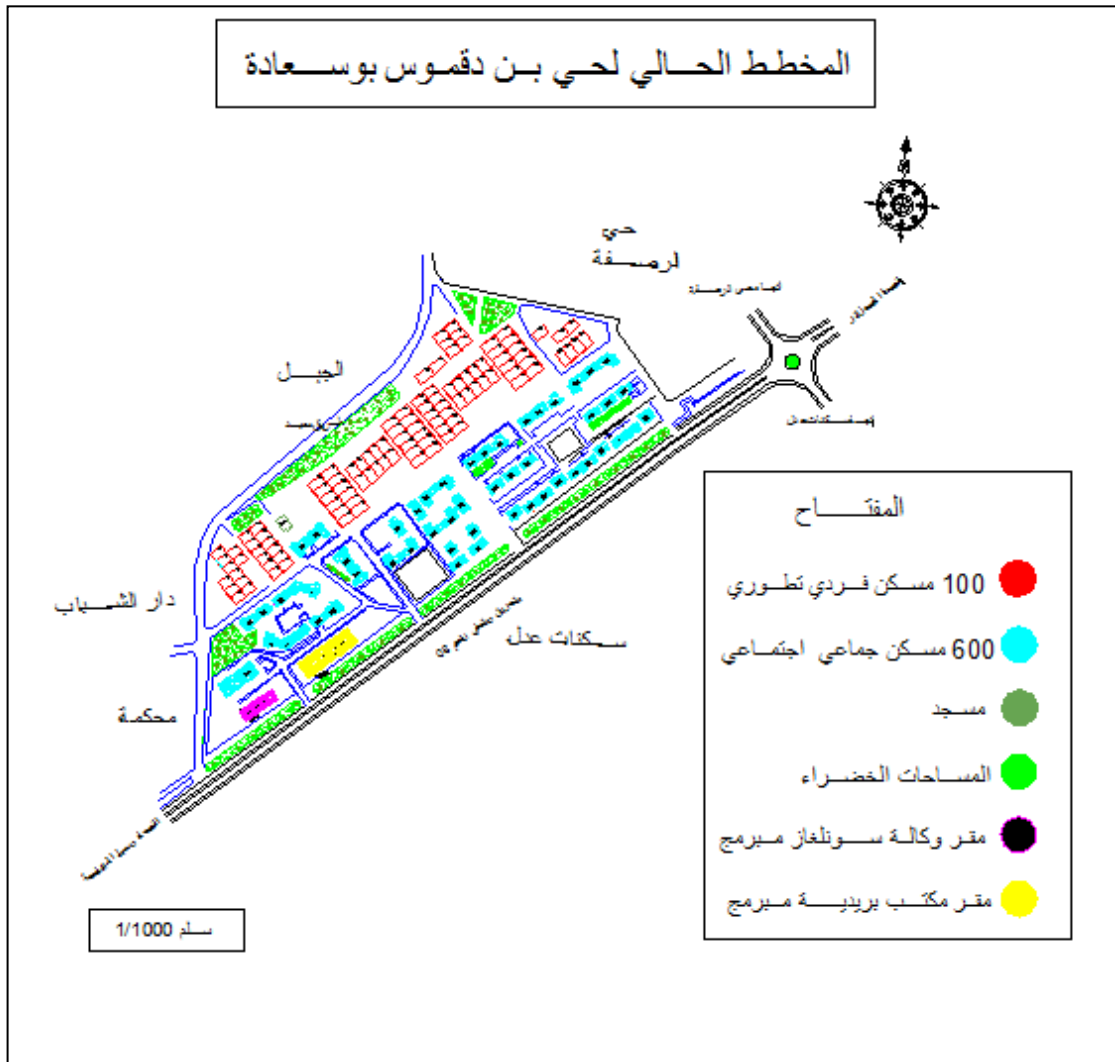 المخطط الحالي لحي بن دقموس بوسعادة
حي
الرصفة
الجبل
دار الشباب
محكمة
سكنات عدل
المفتاح
100 مسكن فردي تطوري
600 مسكن جماعي اجتماعي
مسجد
المساحات الخضراء
مقر وكالة سونلغاز مبرمج
مقر مكتب بريدية مبرمج
سلم 1/1000